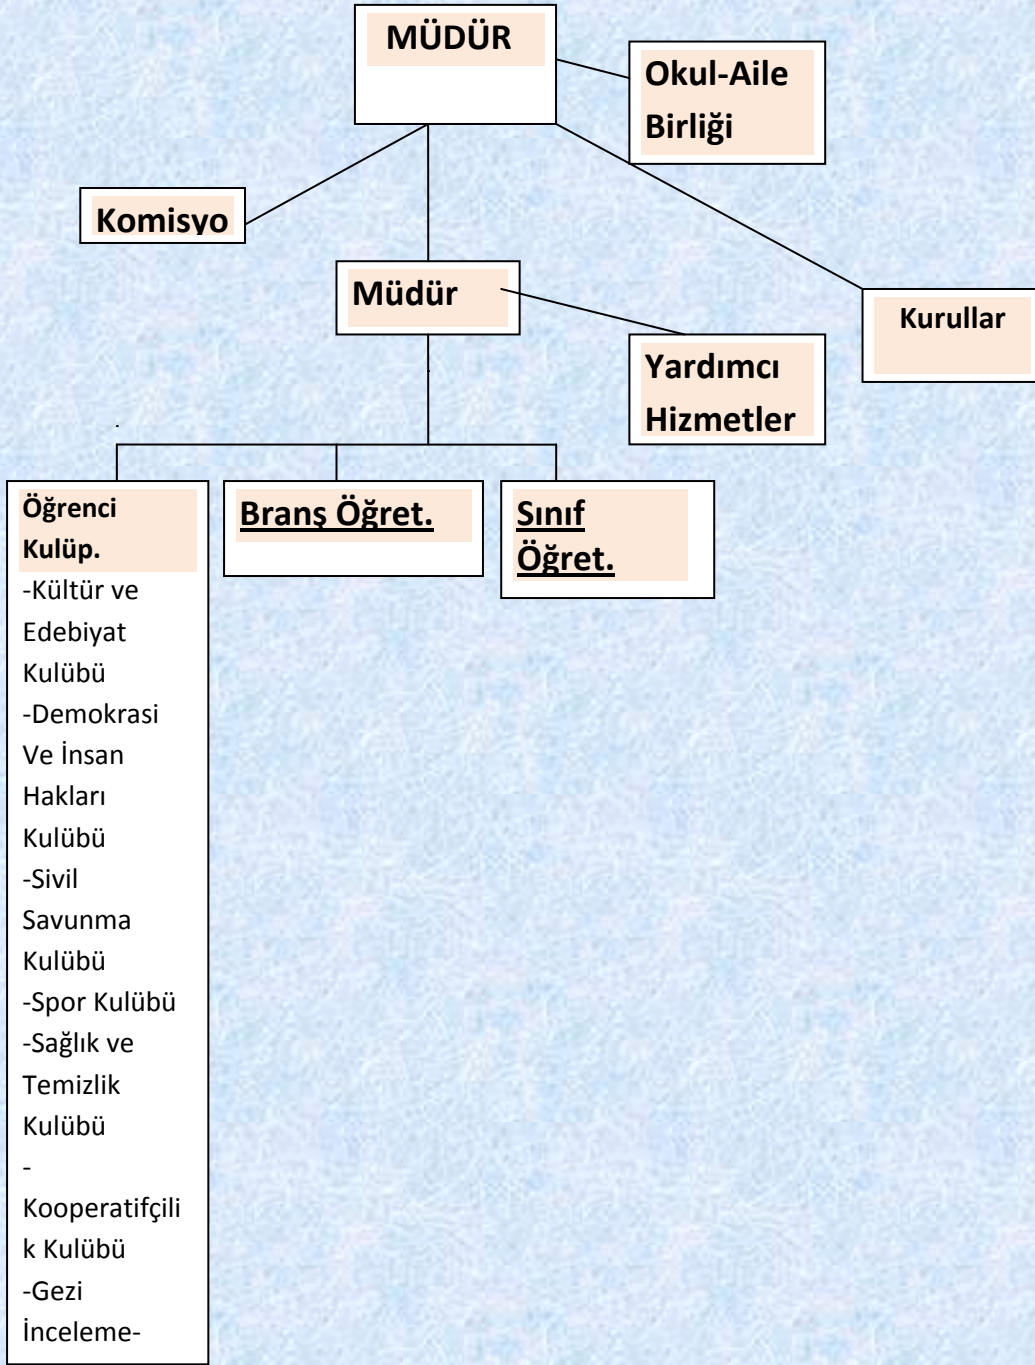 MÜDÜR
Okul-Aile
Birliği
Komisyo
Müdür
Kurullar
Yardımcı
Hizmetler
Öğrenci
Kulüp.
-Kültür ve
Edebiyat
Kulübü
-Demokrasi
Ve İnsan
Hakları
Kulübü
-Sivil
Savunma
Kulübü
-Spor Kulübü
-Sağlık ve
Temizlik
Kulübü
-
Kooperatifçili
k Kulübü
-Gezi
İnceleme-
Branş Öğret.
Sınıf
Öğret.